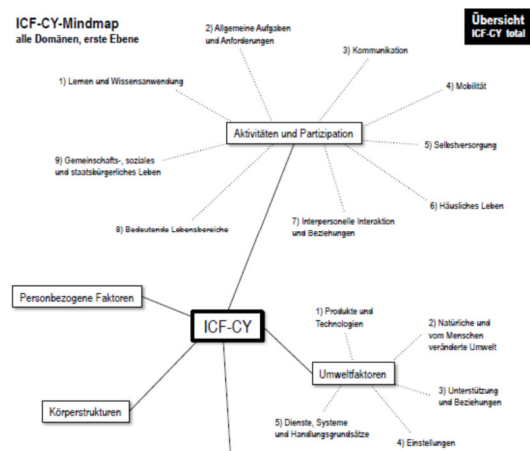 ICF-CY-Mindmap
alle Domänen, erste Ebene
Übersicht
ICF-CY total
2) Allgemeine Aufgaben
und Anforderungen
3) Kommunikation
1) Lernen und Wissensanwendung
4) Mobilität
Aktivitäten und Partizipation
5) Selbstversorgung
9) Gemeinschafts-, soziales
und staatsbürgerliches Leben
6) Häusliches Leben
7) Interpersonelle Interaktion
und Beziehungen
8) Bedeutende Lebensbereiche
Personbezogene Faktoren
ICF-CY
1) Produkte und
Technologien
2) Natürliche und
vom Menschen
veränderte Umwelt
Umweltfaktoren
3) Unterstützung
und Beziehungen
Körperstrukturen
5) Dienste, Systeme
und Handlungsgrundsätze
4) Einstellungen